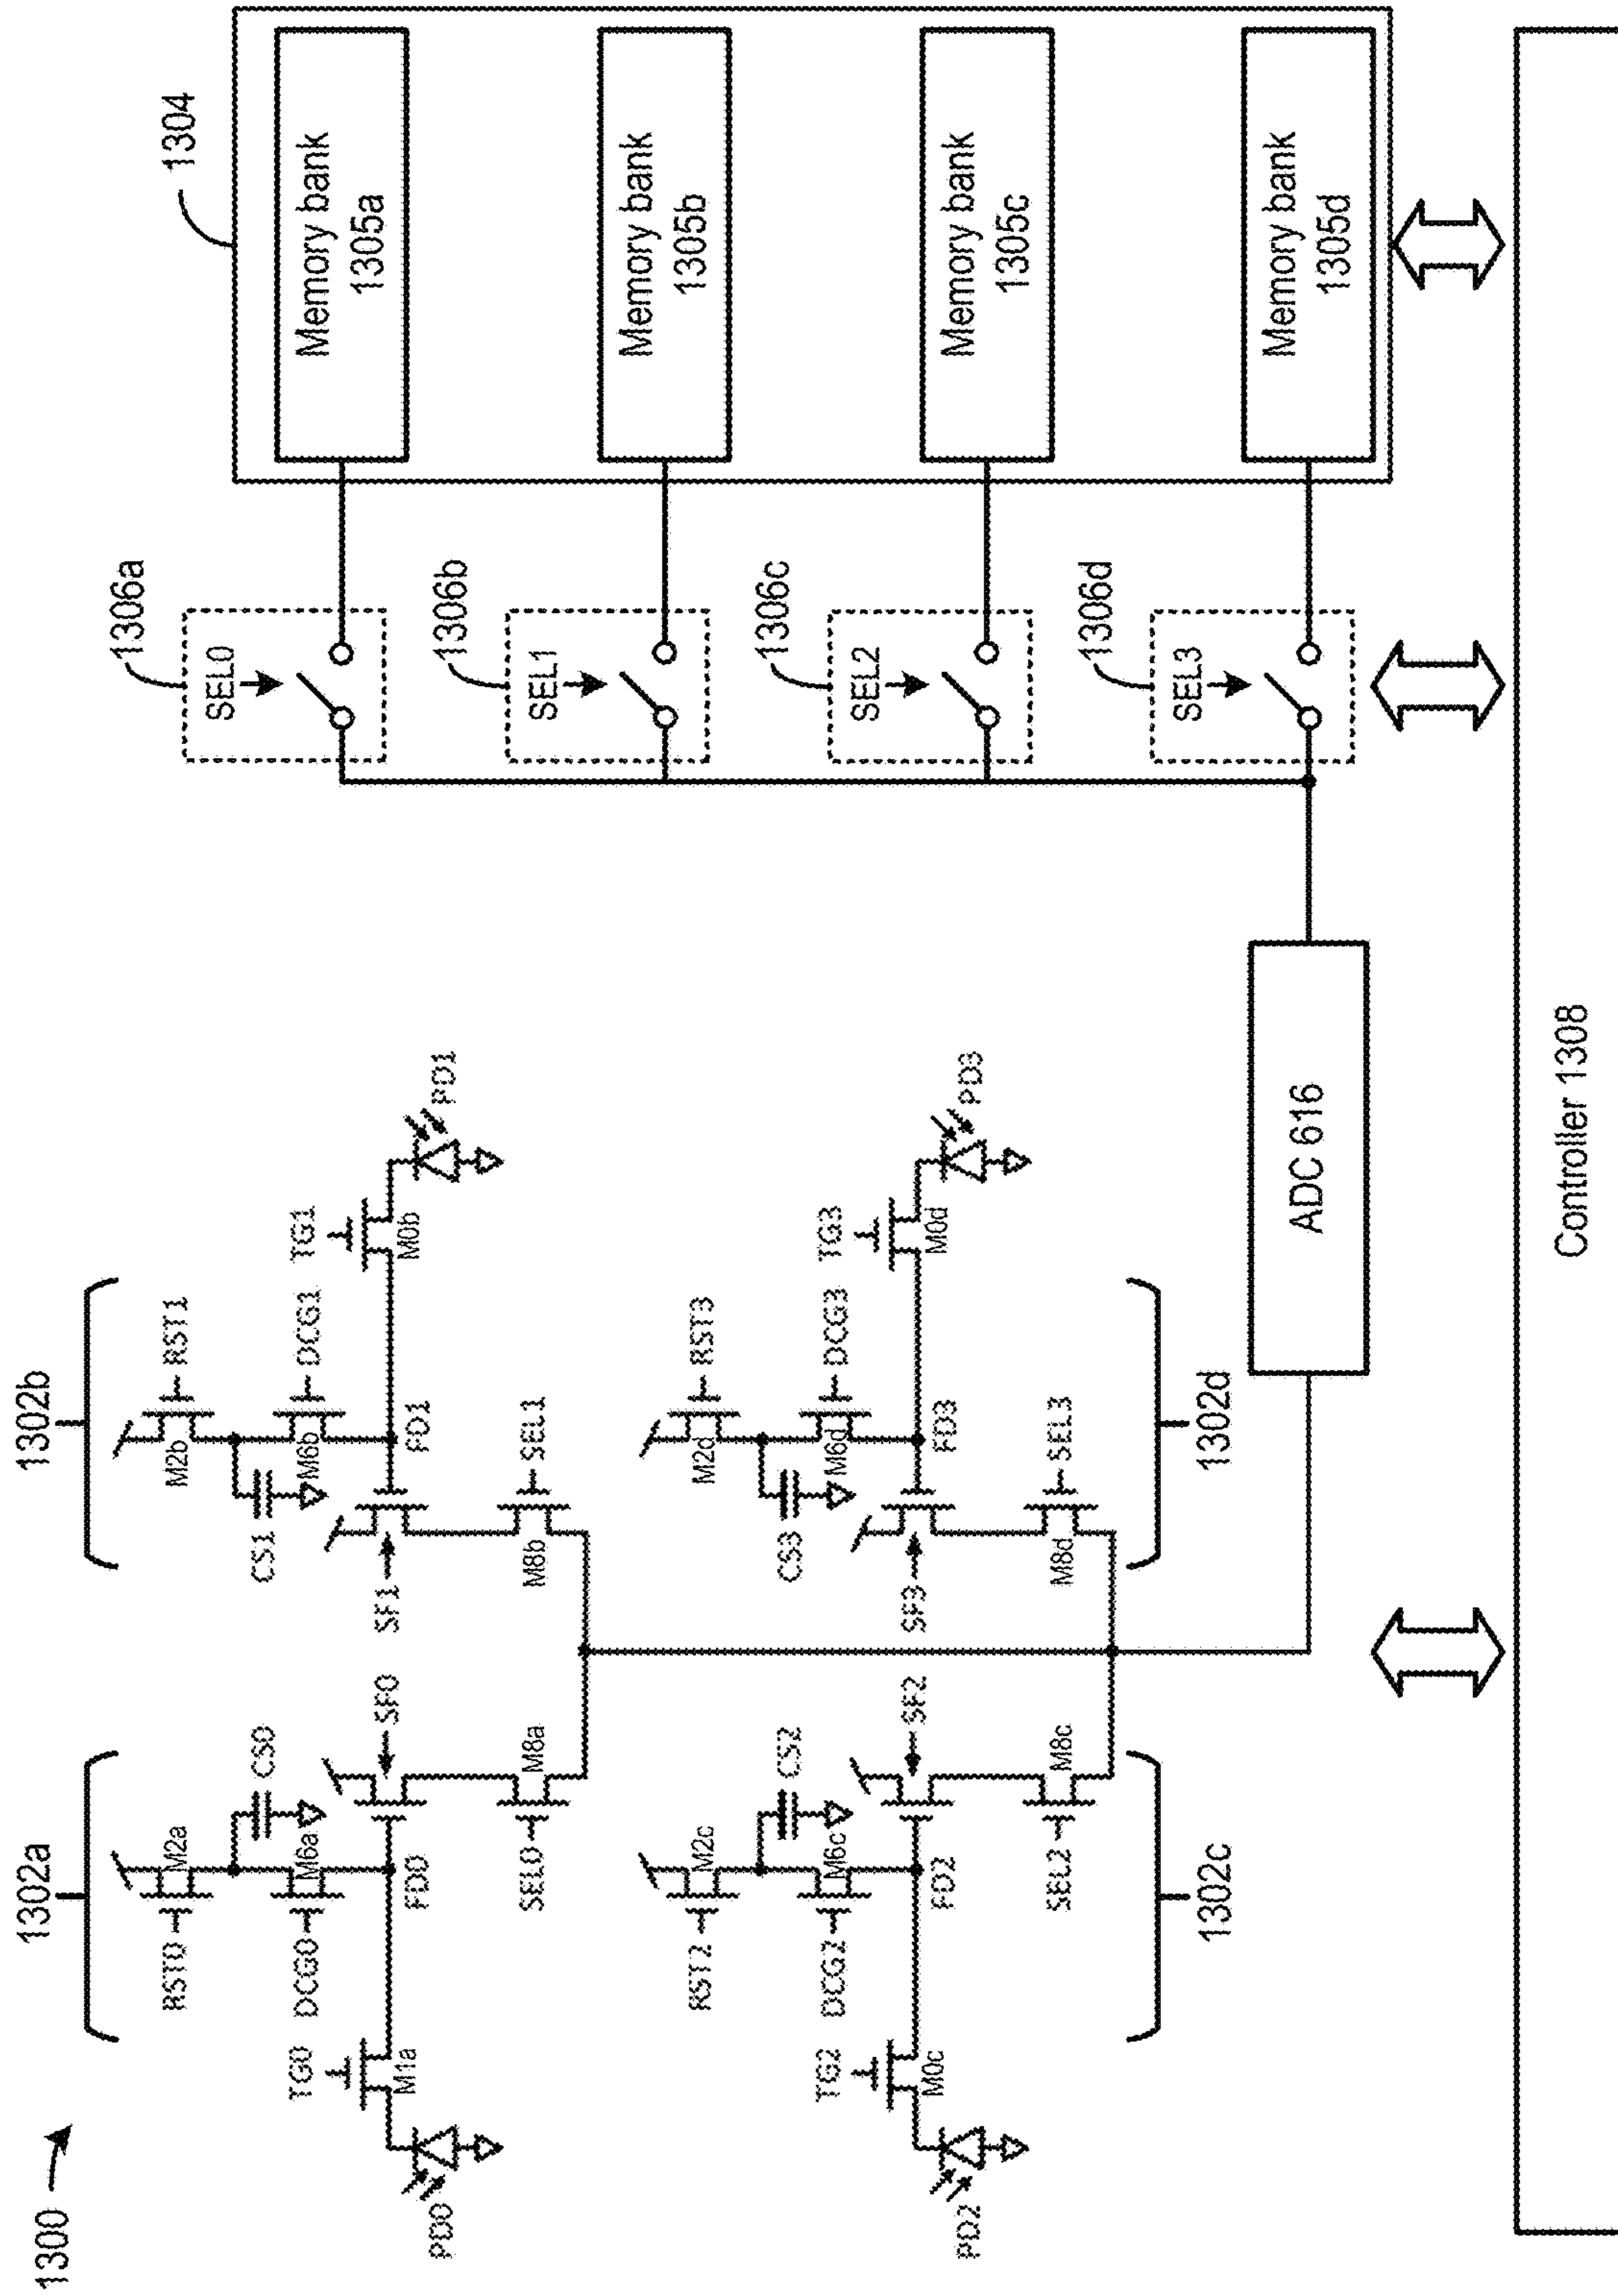 1300
1302a
1302b
RST0
M2a
CS0
DCG0
M6a
TG0
M1a
PD0
FD0
SF0
SEL0
M8a
M2b
RST1
CS1
M6b
DCG1
TG1
M0b
PD1
FD1
SF1
M8b
SEL1
RST2
M2c
CS2
DCG2
M6c
TG2
M0c
PD2
FD2
SF2
SEL2
M8c
1302c
M2d
RST3
CS3
M6d
DCG3
TG3
M0d
PD3
FD3
SF3
M8d
SEL3
1302d
ADC 616
1306a
SEL0
1306b
SEL1
1306c
SEL2
1306d
SEL3
1304
Memory bank
1305a
Memory bank
1305b
Memory bank
1305c
Memory bank
1305d
Controller 1308